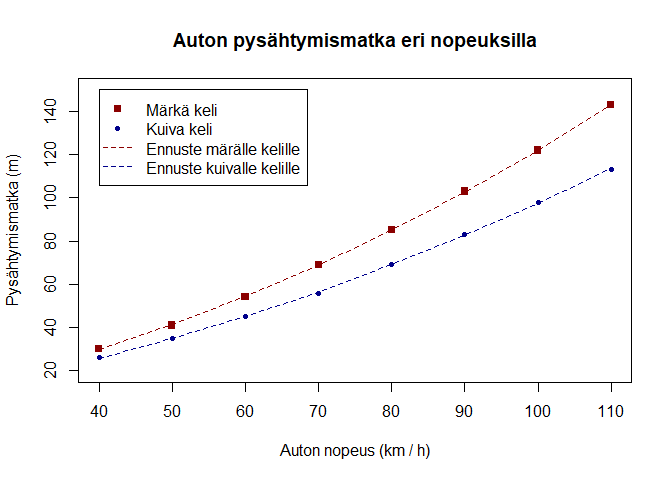 Auton pysähtymismatka eri nopeuksilla
Märkä keli
Kuiva keli
Ennuste märälle kelille
Ennuste kuivalle kelille
Pysähtymismatka (m)
140
120
100
80
60
40
20
40 50 60 70 80 90 100 110
Auton nopeus (km / h)